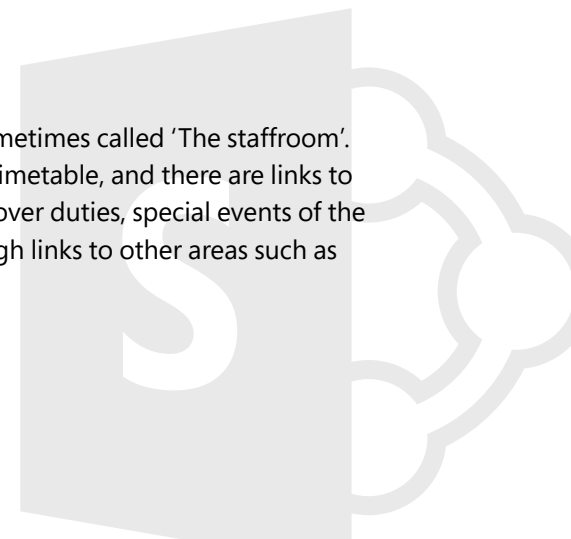 metimes called ‘The staffroom’.
imetable, and there are links to
over duties, special events of the
gh links to other areas such as
S